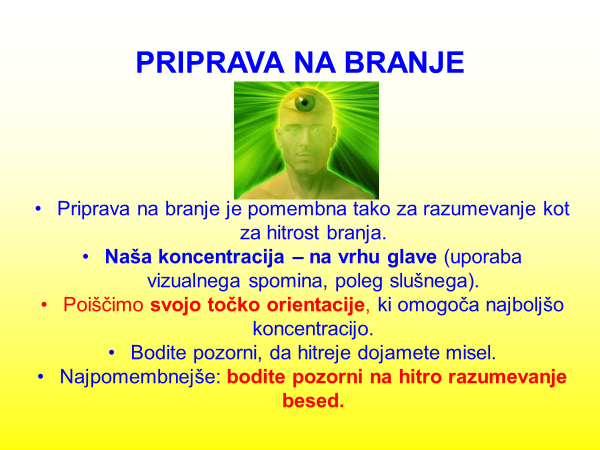 PRIPRAVA NA BRANJE
• Priprava na branje je pomembna tako za razumevanje kot
za hitrost branja.
• Naša koncentracija – na vrhu glave (uporaba
vizualnega spomina, poleg slušnega).
• Poiščimo svojo točko orientacije, ki omogoča najboljšo
koncentracijo.
• Bodite pozorni, da hitreje dojamete misel.
• Najpomembnejše: bodite pozorni na hitro razumevanje
besed.